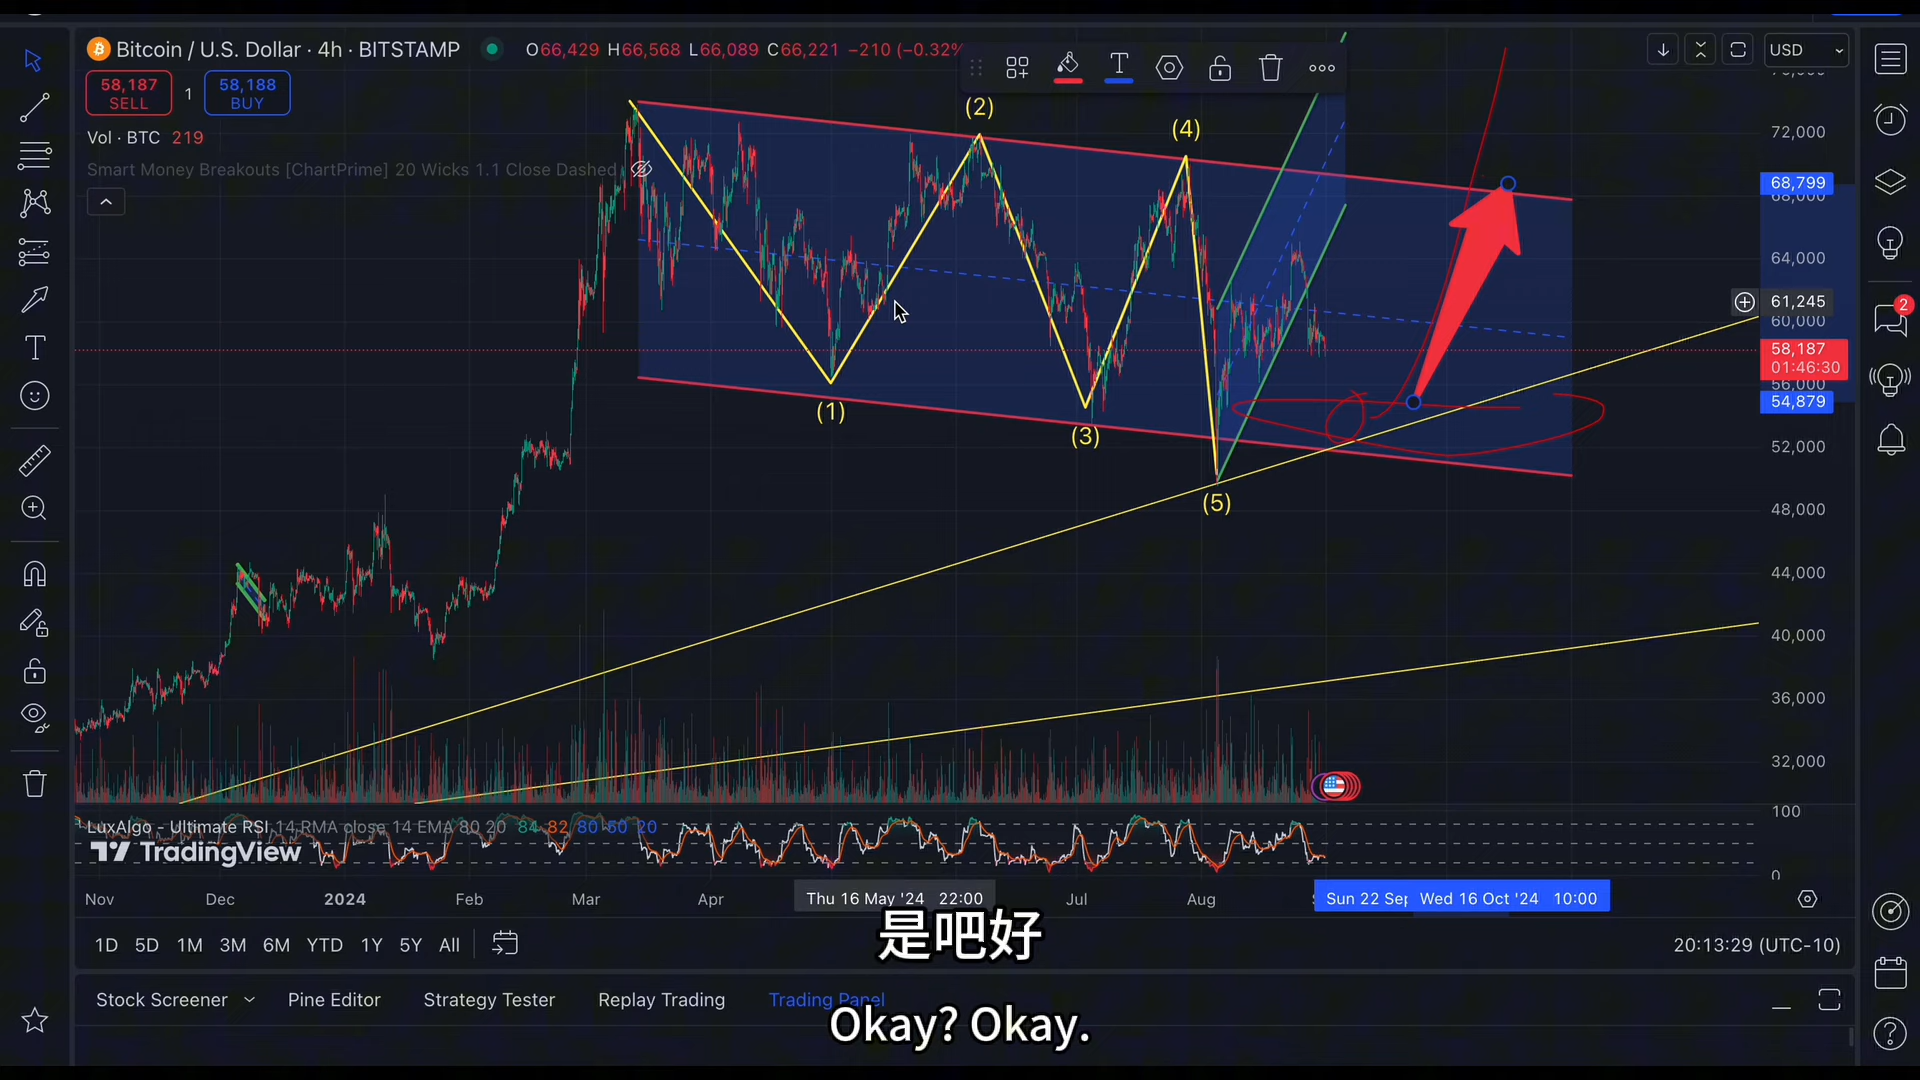 Bitcoin / U.S. Dollar · 4h · BITSTAMP O66,429 H66,568 L66,089 C66,221 −210 (−0.32%
USD
58,187 SELL 1 58,188 BUY
Vol · BTC 219
Smart Money Breakouts [ChartPrime] 20 Wicks 1.1 Close Dashed
(2)
(4)
(1)
(3)
(5)
72,000
68,799
68,000
64,000
61,245
60,000
58,187
01:46:30
56,000
54,879
52,000
48,000
44,000
40,000
36,000
32,000
100
0
2
LuxAlgo - Ultimate RSI 14 RMA close 14 EMA 80 20 84 82 80 50 20
TradingView
Nov Dec 2024 Feb Mar Apr Thu 16 May '24 22:00 Jul Aug Sun 22 Sep Wed 16 Oct '24 10:00
1D 5D 1M 3M 6M YTD 1Y 5Y All 20:13:29 (UTC-10)
是吧好
Stock Screener Pine Editor Strategy Tester Replay Trading Trading Panel
Okay? Okay.